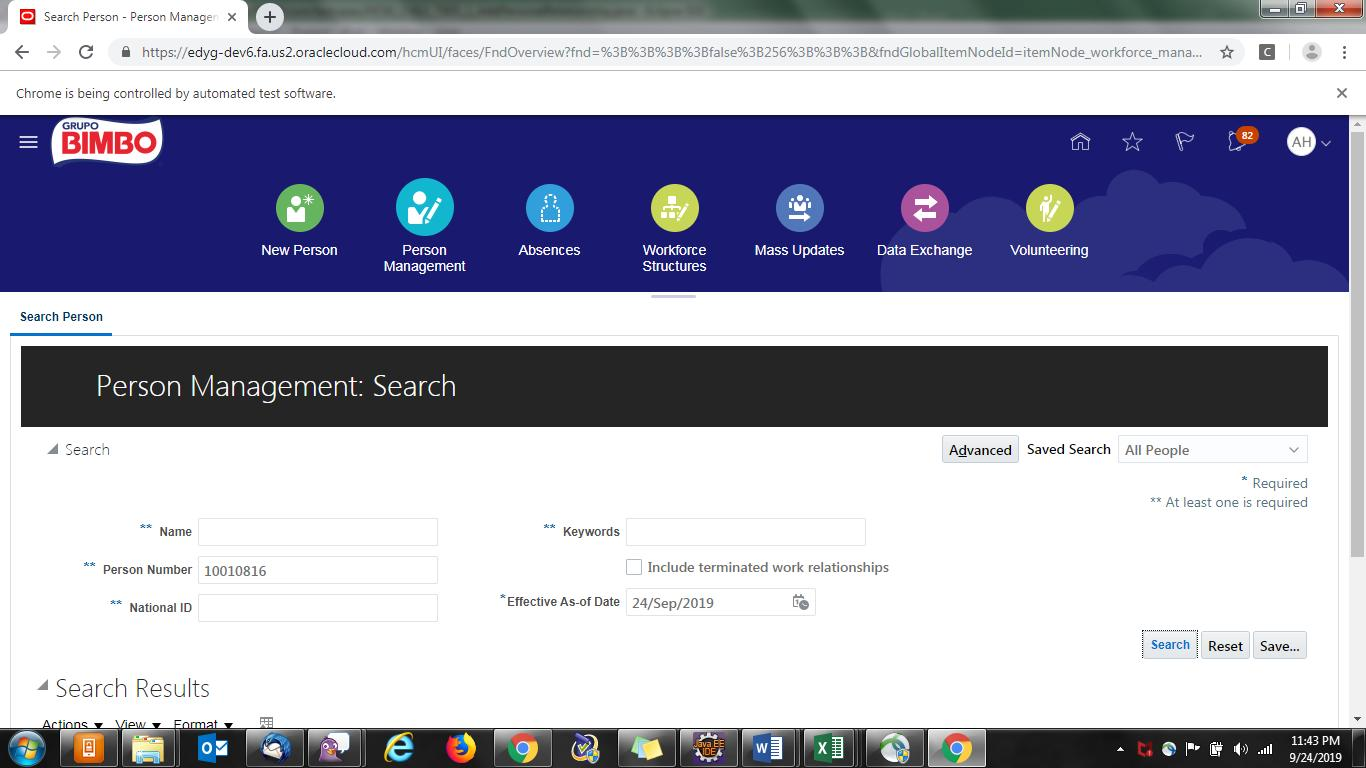 Search Person - Person Managen
https://edyg-dev6.fa.us2.oraclecloud.com/hcmUI/faces/FndOverview?fnd=%3B%3B%3B%3Bfalse%3B256%3B%3B%3B&fndGlobalItemNodeId=itemNode_workforce_mana...
C
Chrome is being controlled by automated test software.
GRUPO
BIMBO
82
AH
New Person
Person
Management
Absences
Workforce
Structures
Mass Updates
Data Exchange
Volunteering
Search Person
Person Management: Search
Search
Advanced Saved Search All People
* Required
** At least one is required
** Name
** Keywords
** Person Number 10010816
Include terminated work relationships
** National ID
*Effective As-of Date 24/Sep/2019
Search Reset Save...
Search Results
Actions View Format
Java EE
IDE
11:43 PM
9/24/2019